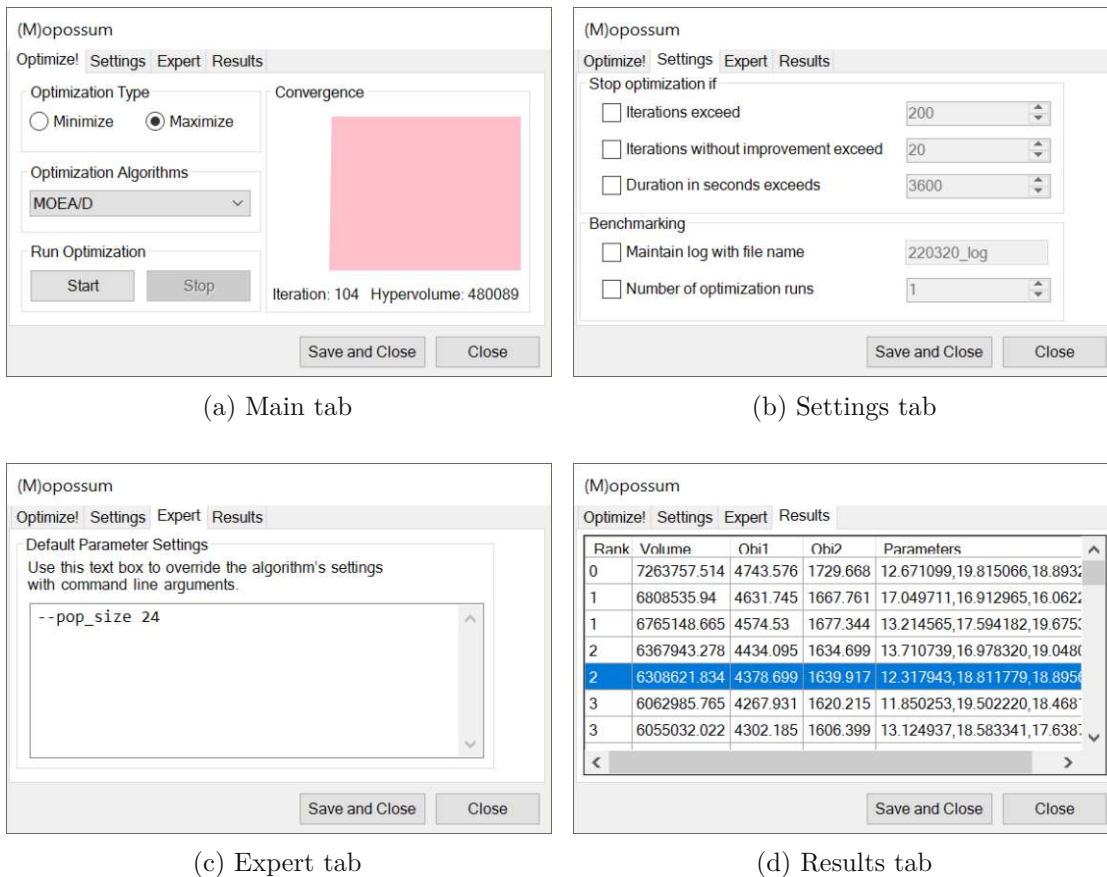 (M)opossum
Optimize! Settings Expert Results
Optimization Type
Minimize Maximize
Optimization Algorithms
MOEA/D
Run Optimization
Start Stop
Convergence
Iteration: 104 Hypervolume: 480089
Save and Close Close
(a) Main tab
(M)opossum
Optimize! Settings Expert Results
Stop optimization if
Iterations exceed 200
Iterations without improvement exceed 20
Duration in seconds exceeds 3600
Benchmarking
Maintain log with file name 220320_log
Number of optimization runs 1
Save and Close Close
(b) Settings tab
(M)opossum
Optimize! Settings Expert Results
Default Parameter Settings
Use this text box to override the algorithm's settings
with command line arguments.
--pop_size 24
Save and Close Close
(c) Expert tab
(M)opossum
Optimize! Settings Expert Results
Rank Volume Obj1 Obj2 Parameters
0 7263757.514 4743.576 1729.668 12.671099,19.815066,18.8932
1 6808535.94 4631.745 1667.761 17.049711,16.912965,16.0622
1 6765148.665 4574.53 1677.344 13.214565,17.594182,19.6753
2 6367943.278 4434.095 1634.699 13.710739,16.978320,19.0480
2 6308621.834 4378.699 1639.917 12.317943,18.811779,18.8956
3 6062985.765 4267.931 1620.215 11.850253,19.502220,18.4687
3 6055032.022 4302.185 1606.399 13.124937,18.583341,17.6387
Save and Close Close
(d) Results tab